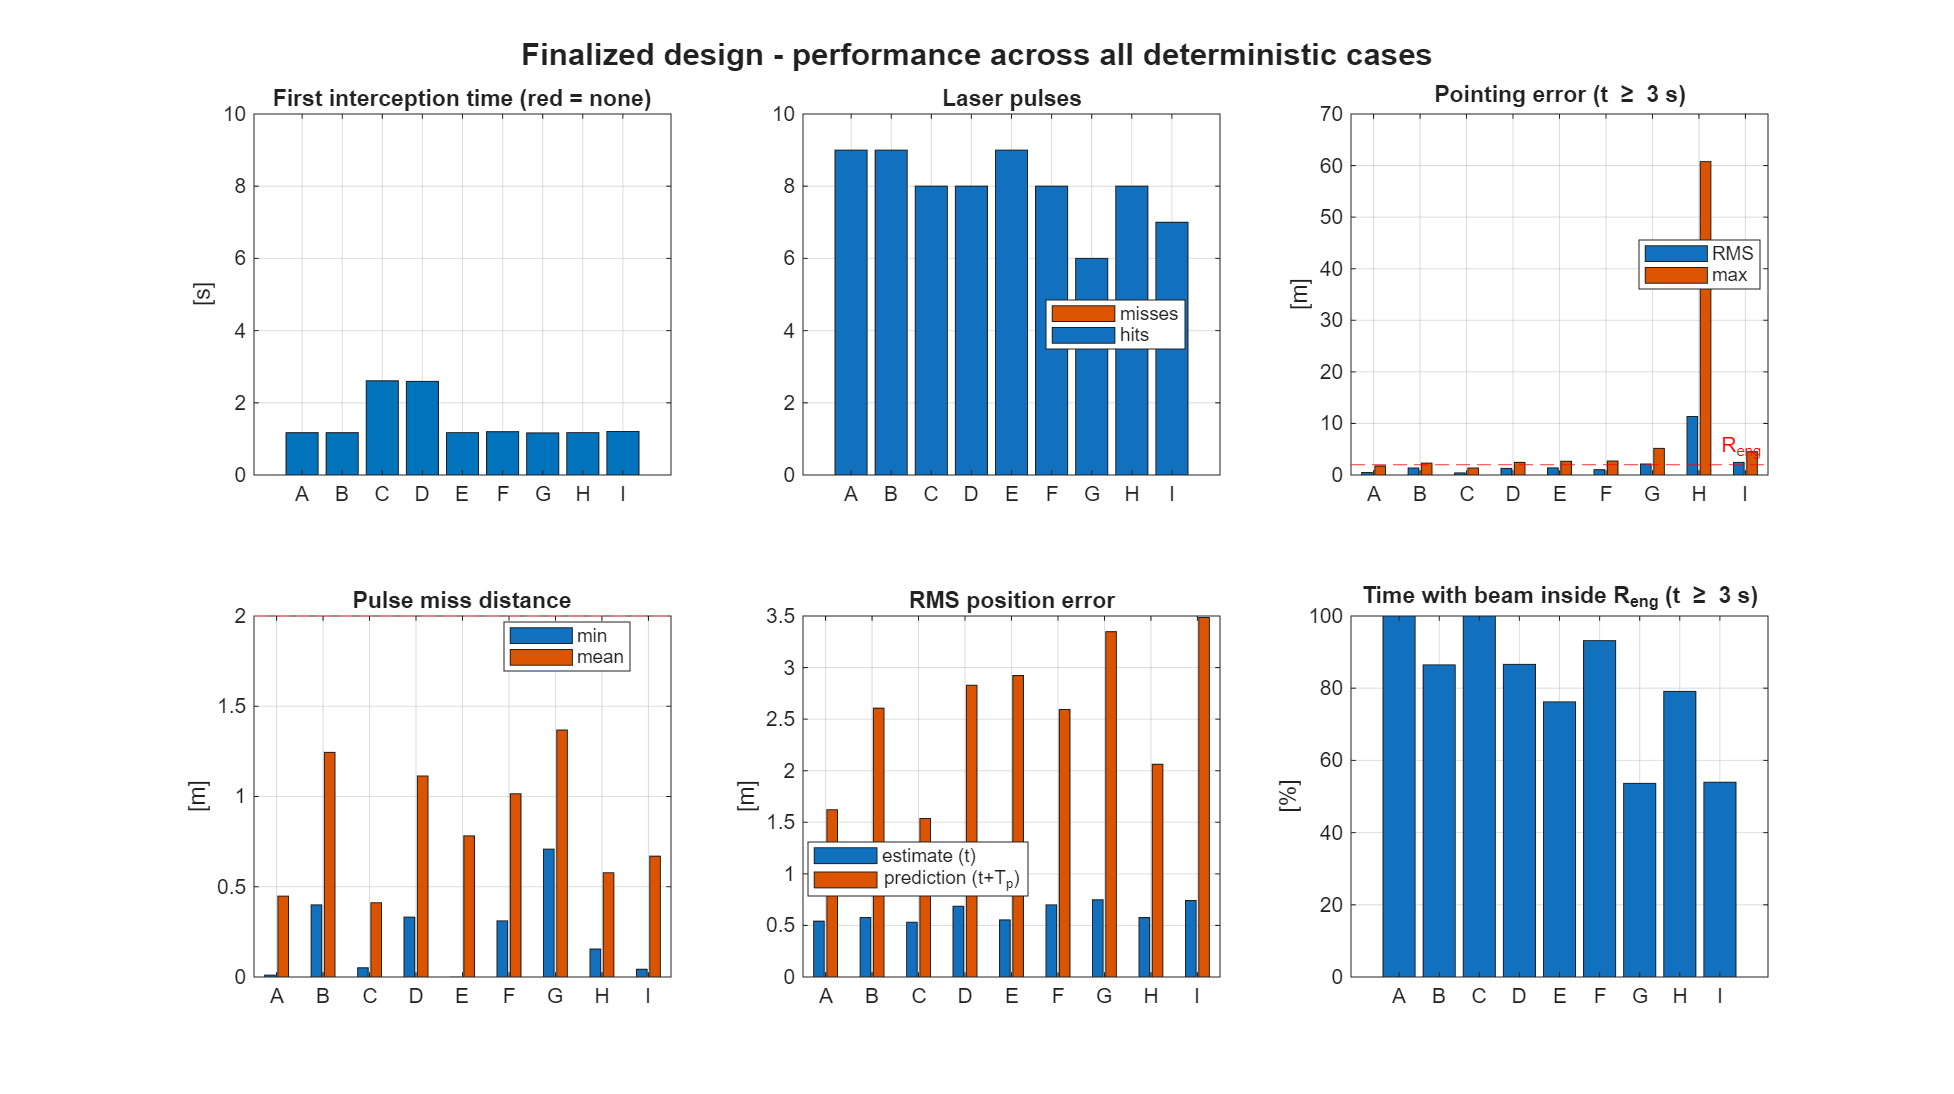 Finalized design - performance across all deterministic cases
First interception time (red = none)
10
8
6
4
2
0
[s]
A B C D E F G H I
Laser pulses
10
8
6
4
2
0
misses
hits
A B C D E F G H I
Pointing error (t ≥ 3 s)
70
60
50
40
30
20
10
0
[m]
RMS
max
R_eng
A B C D E F G H I
Pulse miss distance
2
1.5
1
0.5
0
[m]
min
mean
A B C D E F G H I
RMS position error
3.5
3
2.5
2
1.5
1
0.5
0
[m]
estimate (t)
prediction (t+T_p)
A B C D E F G H I
Time with beam inside R_eng (t ≥ 3 s)
100
80
60
40
20
0
[%]
A B C D E F G H I